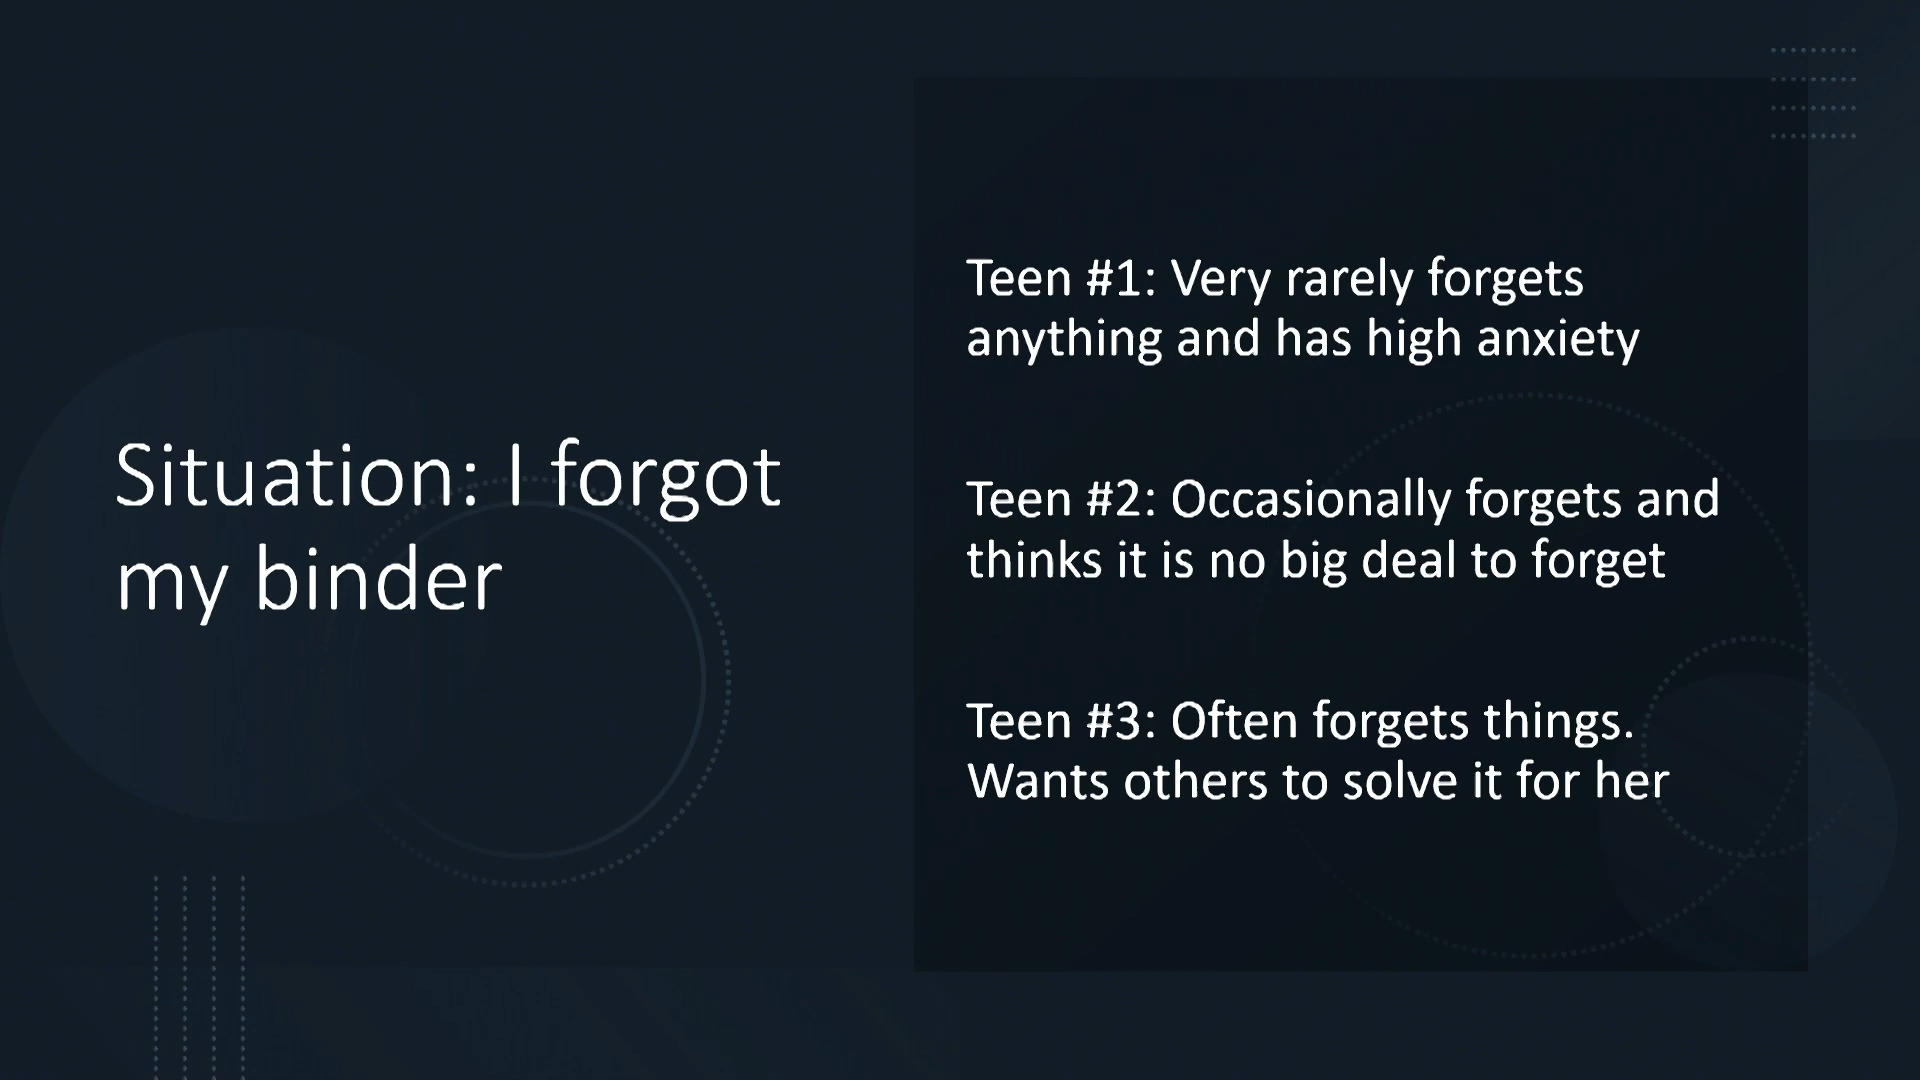 Situation: I forgot
my binder
Teen #1: Very rarely forgets
anything and has high anxiety
Teen #2: Occasionally forgets and
thinks it is no big deal to forget
Teen #3: Often forgets things.
Wants others to solve it for her